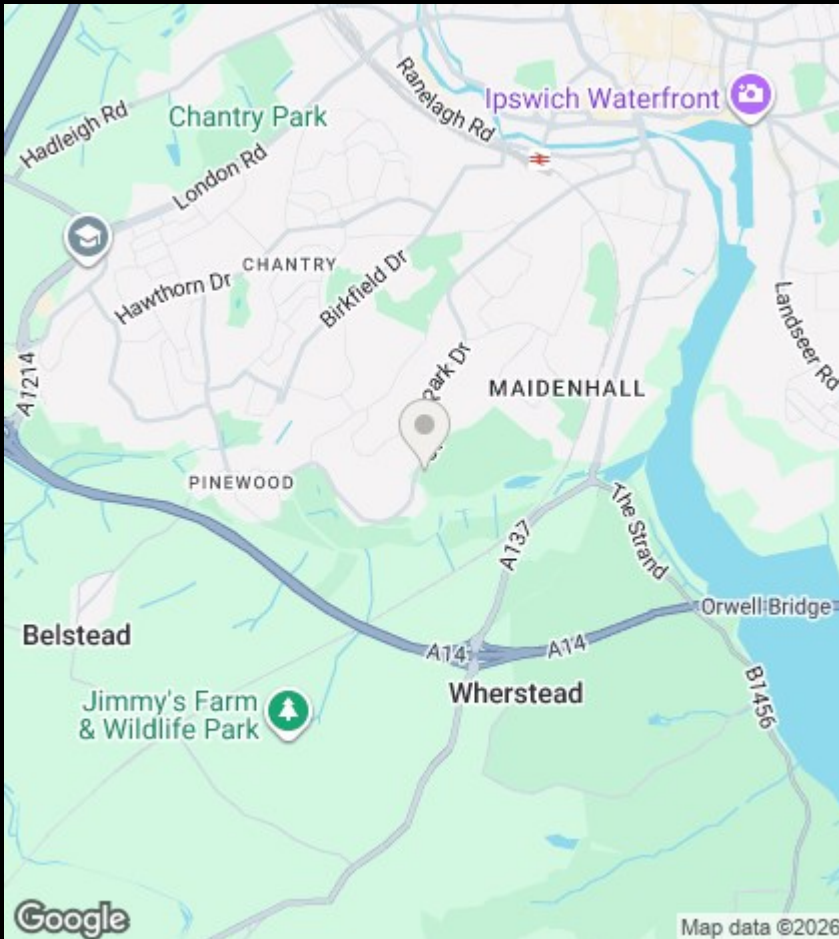 Ranelagh Rd
Ipswich Waterfront
Chantry Park
Hadleigh Rd
London Rd
CHANTRY
Hawthorn Dr
Birkfield Dr
Landseer Rd
A1214
Park Dr
MAIDENHALL
PINEWOOD
The Strand
A137
Orwell Bridge
Belstead
A14
A14
Wherstead
B1456
Jimmy's Farm
& Wildlife Park
Google
Map data ©2026